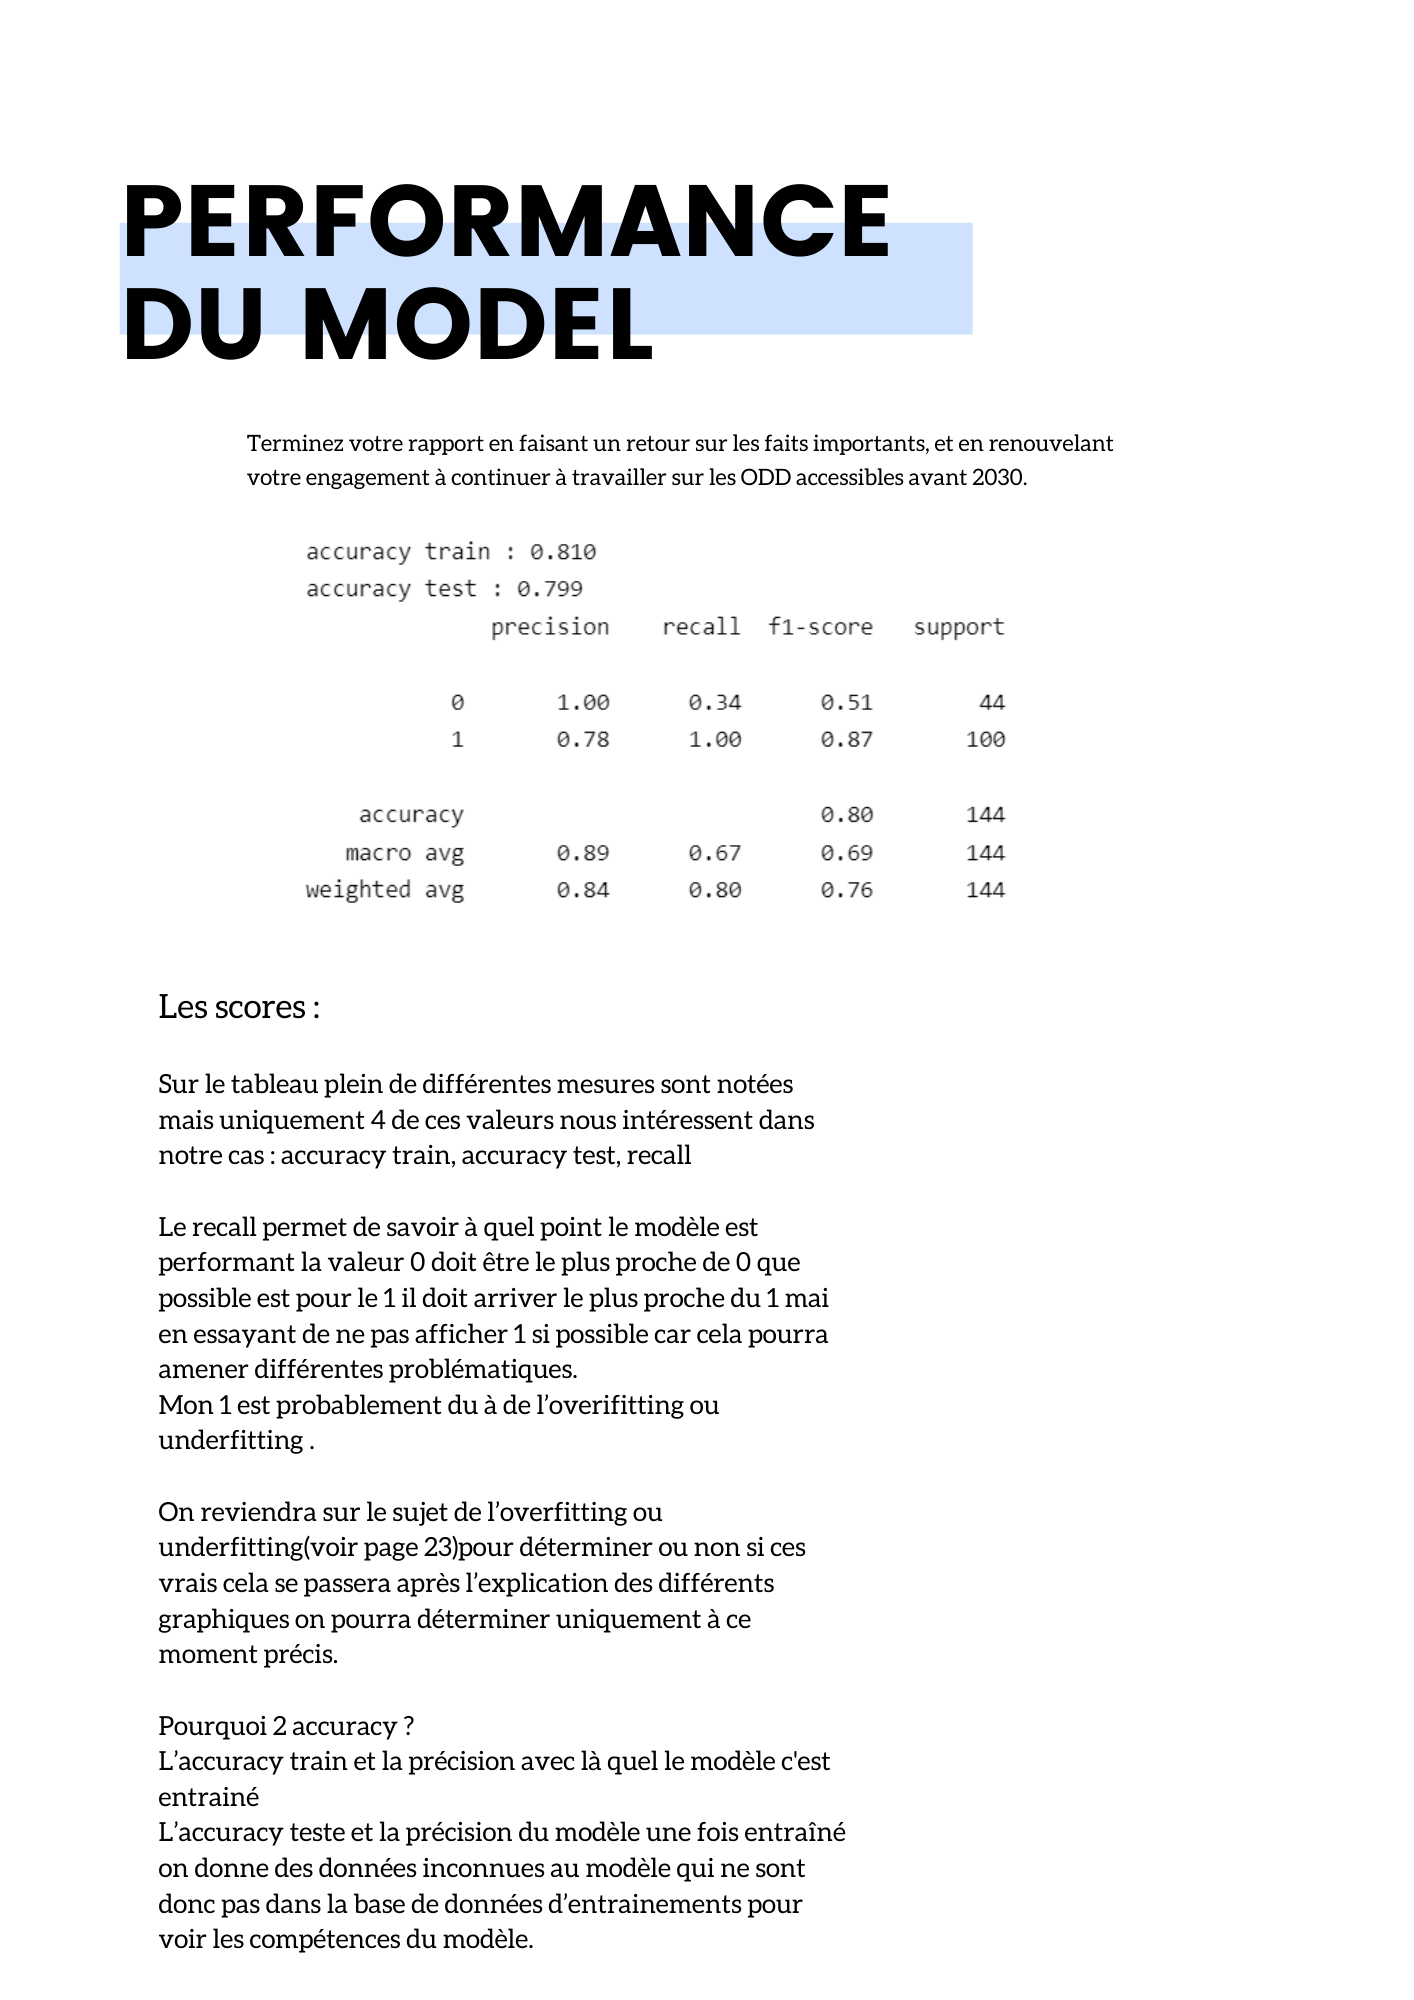 PERFORMANCE
DU MODEL
Terminez votre rapport en faisant un retour sur les faits importants, et en renouvelant
votre engagement à continuer à travailler sur les ODD accessibles avant 2030.
accuracy train : 0.810
accuracy test : 0.799
precision recall f1-score support
0 1.00 0.34 0.51 44
1 0.78 1.00 0.87 100
accuracy 0.80 144
macro avg 0.89 0.67 0.69 144
weighted avg 0.84 0.80 0.76 144
Les scores :
Sur le tableau plein de différentes mesures sont notées
mais uniquement 4 de ces valeurs nous intéressent dans
notre cas : accuracy train, accuracy test, recall
Le recall permet de savoir à quel point le modèle est
performant la valeur 0 doit être le plus proche de 0 que
possible est pour le 1 il doit arriver le plus proche du 1 mai
en essayant de ne pas afficher 1 si possible car cela pourra
amener différentes problématiques.
Mon 1 est probablement du à de l’overifitting ou
underfitting .
On reviendra sur le sujet de l’overfitting ou
underfitting(voir page 23)pour déterminer ou non si ces
vrais cela se passera après l’explication des différents
graphiques on pourra déterminer uniquement à ce
moment précis.
Pourquoi 2 accuracy ?
L’accuracy train et la précision avec là quel le modèle c'est
entrainé
L’accuracy teste et la précision du modèle une fois entraîné
on donne des données inconnues au modèle qui ne sont
donc pas dans la base de données d’entrainements pour
voir les compétences du modèle.